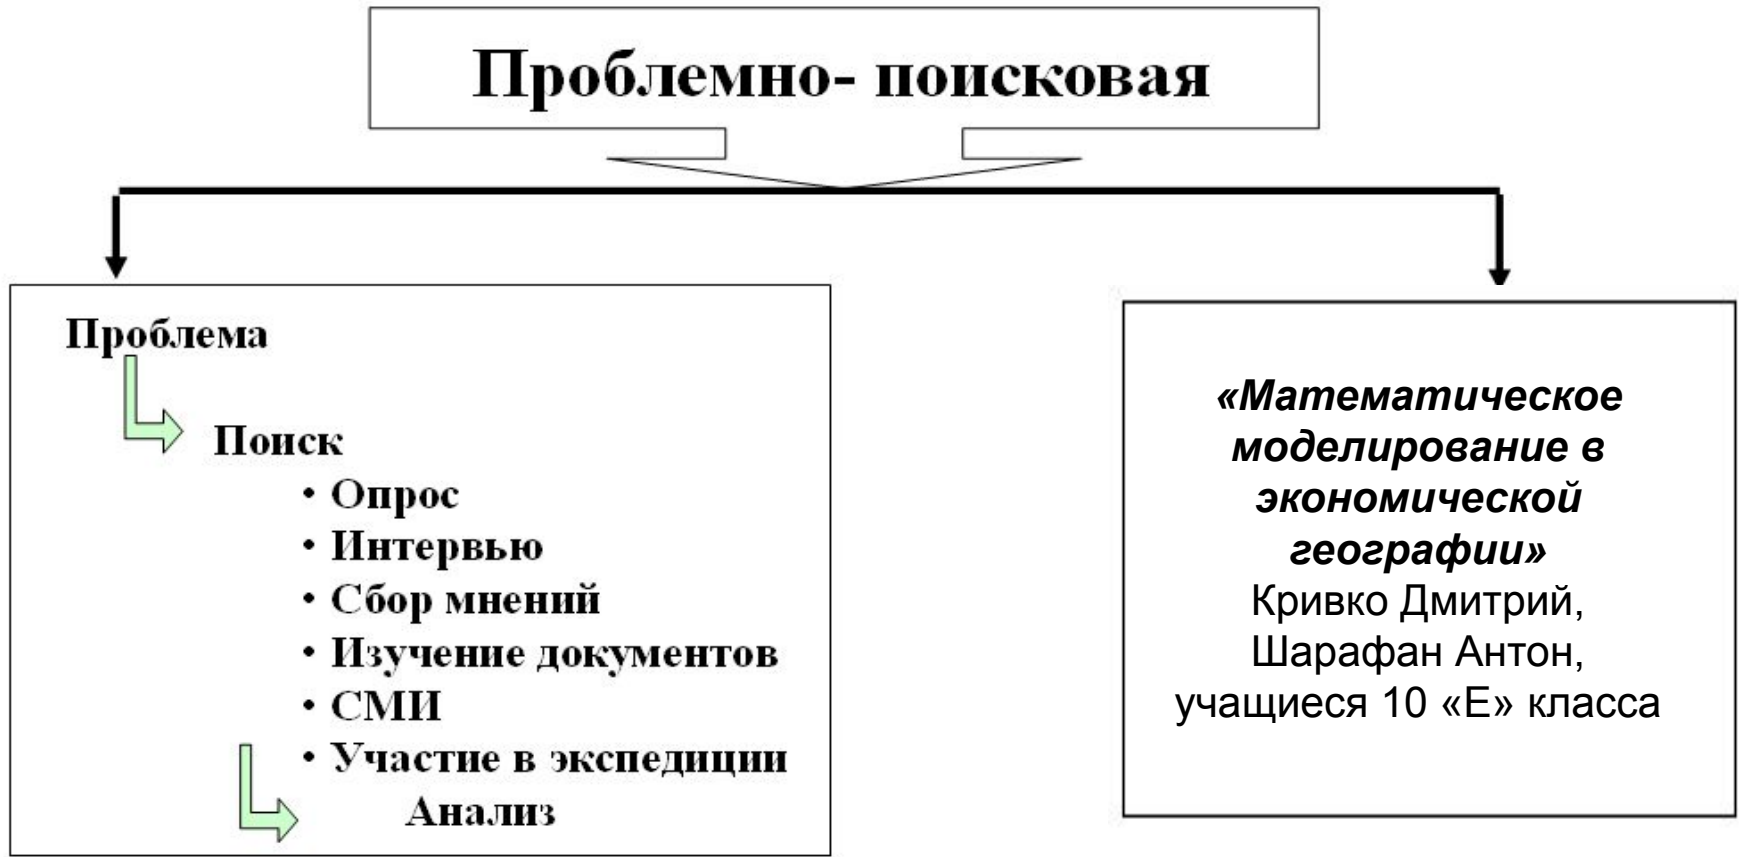 Проблемно- поисковая
Проблема
Поиск
• Опрос
• Интервью
• Сбор мнений
• Изучение документов
• СМИ
• Участие в экспедиции
Анализ
«Математическое
моделирование в
экономической
географии»
Кривко Дмитрий,
Шарафан Антон,
учащиеся 10 «Е» класса